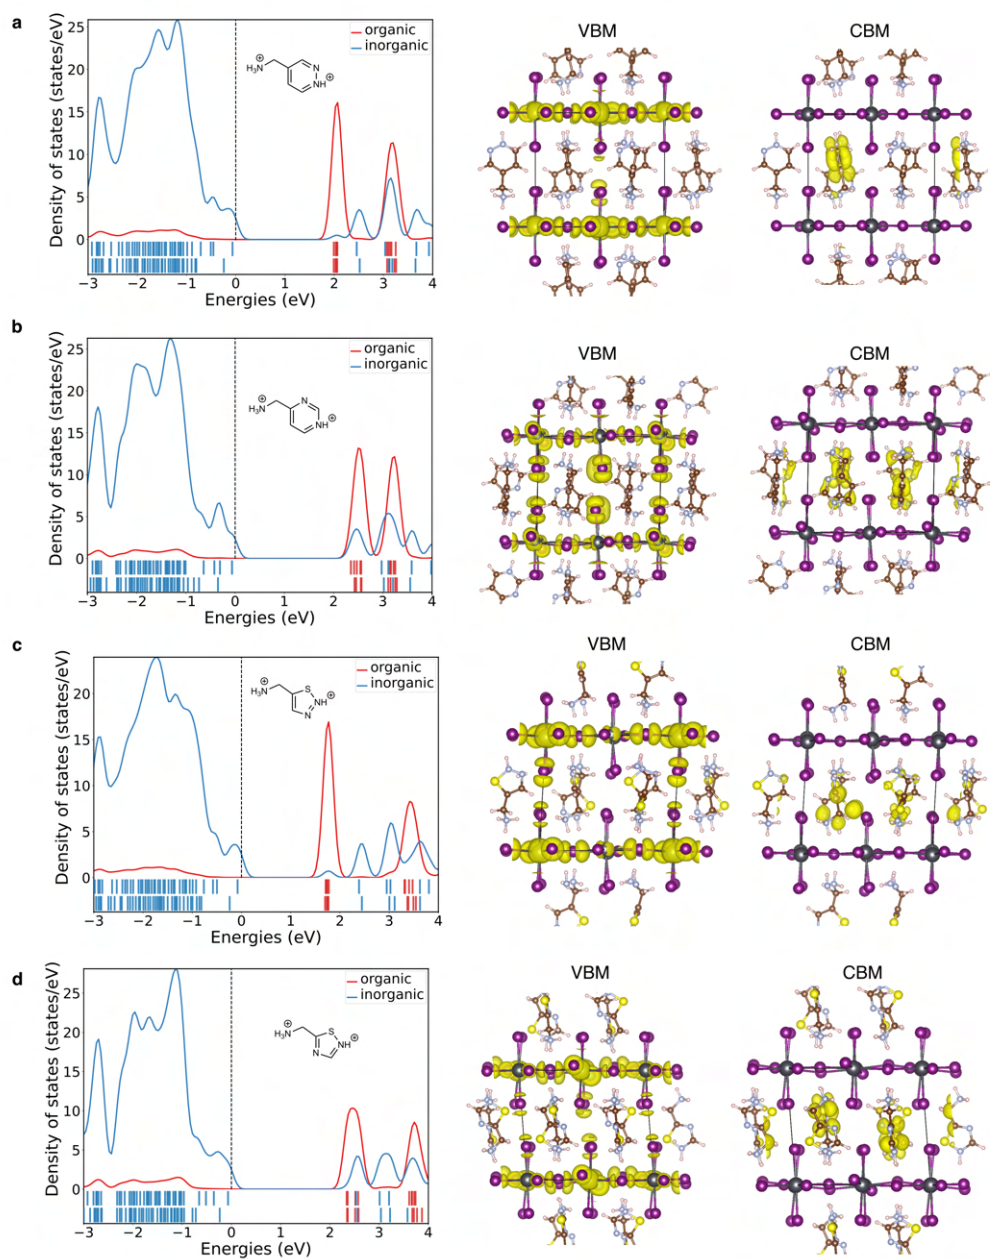 a
Density of states (states/eV)
25
20
15
10
5
0
organic
inorganic
H₃N⊕
N
NH⊕
−3 −2 −1 0 1 2 3 4
Energies (eV)
VBM
CBM
b
Density of states (states/eV)
25
20
15
10
5
0
organic
inorganic
H₃N⊕
N
NH⊕
−3 −2 −1 0 1 2 3 4
Energies (eV)
VBM
CBM
c
Density of states (states/eV)
20
15
10
5
0
organic
inorganic
H₃N⊕
S
NH⊕
N
−3 −2 −1 0 1 2 3 4
Energies (eV)
VBM
CBM
d
Density of states (states/eV)
25
20
15
10
5
0
organic
inorganic
H₃N⊕
S
NH⊕
N
−3 −2 −1 0 1 2 3 4
Energies (eV)
VBM
CBM